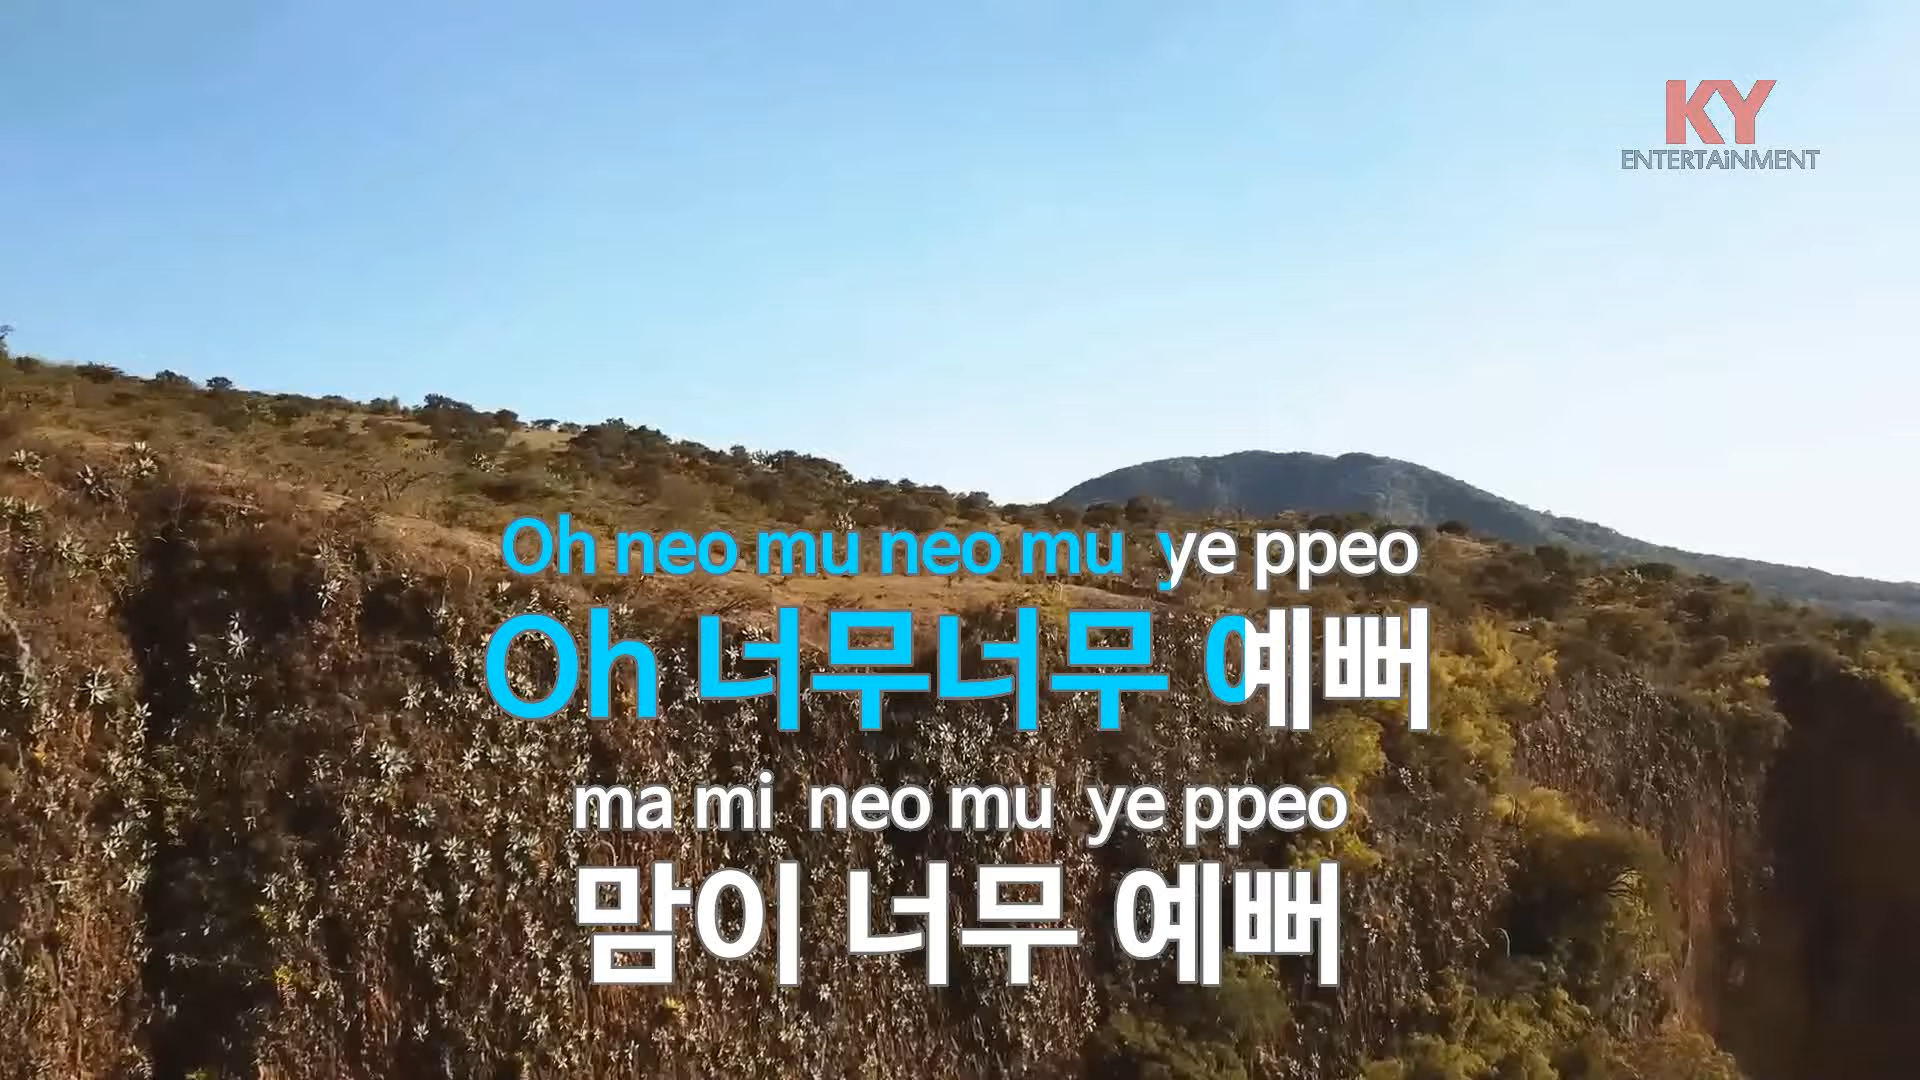 KY
ENTERTAiNMENT
Oh neo mu neo mu ye ppeo
Oh 너무너무 예뻐
ma mi neo mu ye ppeo
맘이 너무 예뻐